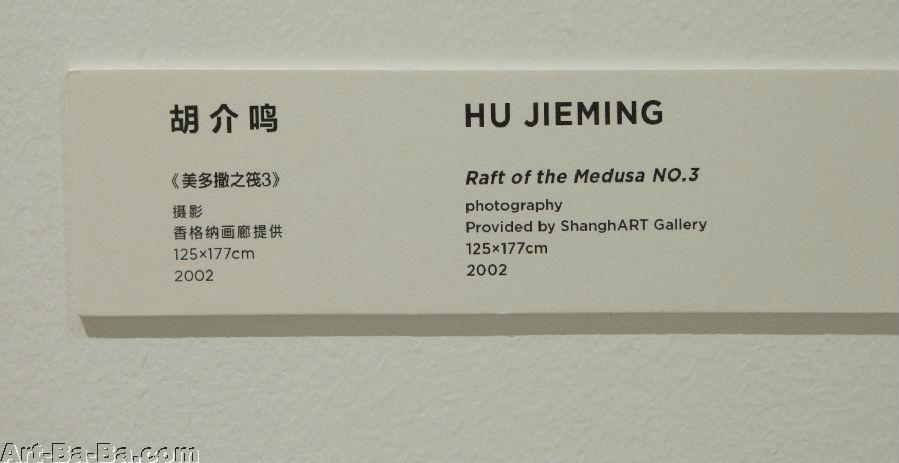 胡介鸣
《美多撒之筏3》
摄影
香格纳画廊提供
125×177cm
2002
HU JIEMING
Raft of the Medusa NO.3
photography
Provided by ShanghART Gallery
125×177cm
2002
Art-Ba-Ba.com